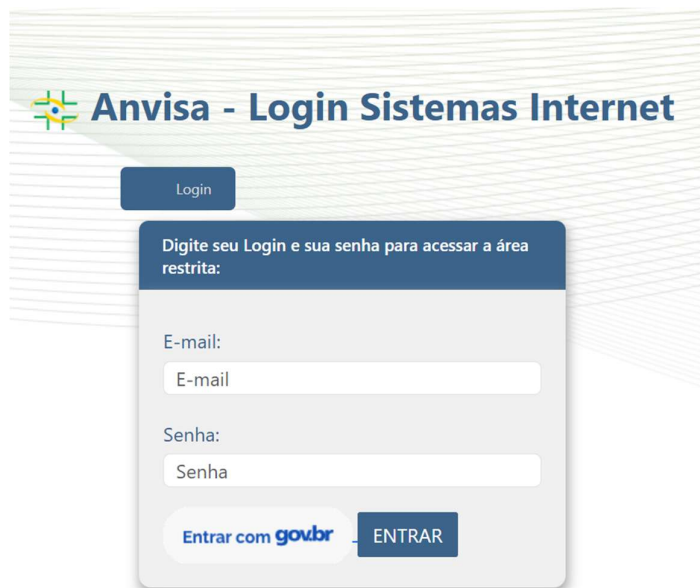 Anvisa - Login Sistemas Internet
Login
Digite seu Login e sua senha para acessar a área
restrita:
E-mail:
E-mail
Senha:
Senha
Entrar com gov.br ENTRAR